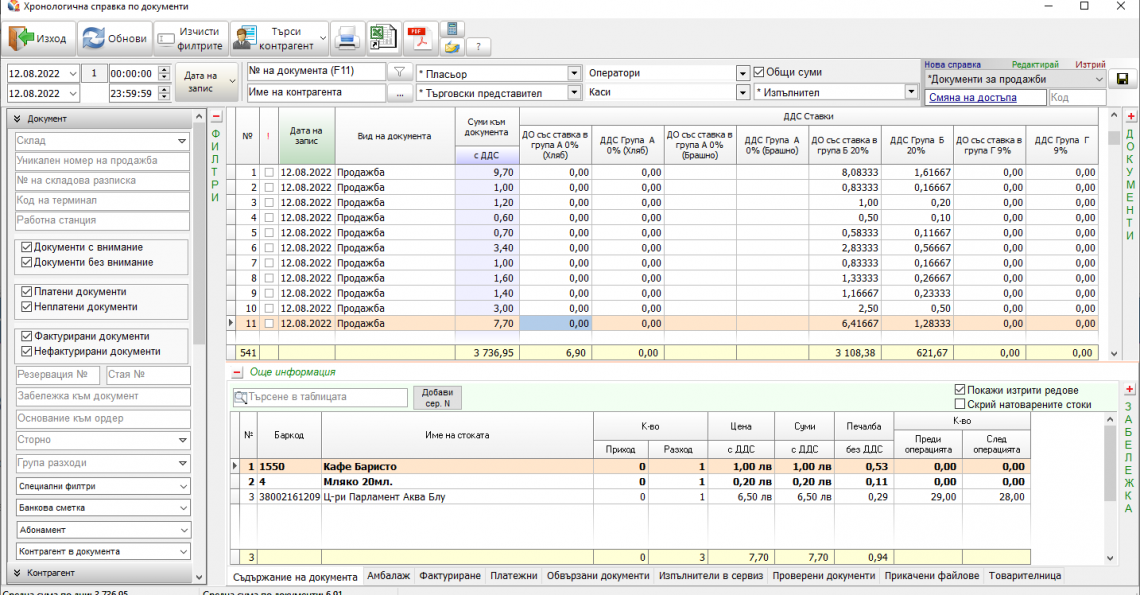 Хронологична справка по документи
Изход
Обнови
Изчисти филтрите
Търси контрагент
PDF
?
12.08.2022 1 00:00:00
12.08.2022 23:59:59
Дата на запис
№ на документа (F11)
Име на контрагента
...
* Пласьор
* Търговски представител
Оператори
Каси
Общи суми
* Изпълнител
Нова справка Редактирай Изтрий
*Документи за продажби
Смяна на достъпа
Код
Документ
Склад
Уникален номер на продажба
№ на складова разписка
Код на терминал
Работна станция
Документи с внимание
Документи без внимание
Платени документи
Неплатени документи
Фактурирани документи
Нефактурирани документи
Резервация № Стая №
Забележка към документ
Основание към ордер
Сторно
Група разходи
Специални филтри
Банкова сметка
Абонамент
Контрагент в документа
Контрагент
ФИЛТРИ
№ ! Дата на запис Вид на документа Суми към документа с ДДС
ДДС Ставки
ДО със ставка в група А 0% (Хляб) ДДС Група А 0% (Хляб) ДО със ставка в група А 0% (Брашно) ДДС Група А 0% (Брашно) ДО със ставка в група Б 20% ДДС Група Б 20% ДО със ставка в група Г 9% ДДС Група Г 9%
1 12.08.2022 Продажба 9,70 0,00 0,00 8,08333 1,61667 0,00 0,00
2 12.08.2022 Продажба 1,00 0,00 0,00 0,83333 0,16667 0,00 0,00
3 12.08.2022 Продажба 1,20 0,00 0,00 1,00 0,20 0,00 0,00
4 12.08.2022 Продажба 0,60 0,00 0,00 0,50 0,10 0,00 0,00
5 12.08.2022 Продажба 0,70 0,00 0,00 0,58333 0,11667 0,00 0,00
6 12.08.2022 Продажба 3,40 0,00 0,00 2,83333 0,56667 0,00 0,00
7 12.08.2022 Продажба 1,00 0,00 0,00 0,83333 0,16667 0,00 0,00
8 12.08.2022 Продажба 1,60 0,00 0,00 1,33333 0,26667 0,00 0,00
9 12.08.2022 Продажба 1,40 0,00 0,00 1,16667 0,23333 0,00 0,00
10 12.08.2022 Продажба 3,00 0,00 0,00 2,50 0,50 0,00 0,00
11 12.08.2022 Продажба 7,70 0,00 0,00 6,41667 1,28333 0,00 0,00
541 3 736,95 6,90 0,00 3 108,38 621,67 0,00 0,00
ДОКУМЕНТИ
Още информация
Търсене в таблицата
Добави сер. N
Покажи изтрити редове
Скрий натоварените стоки
№ Баркод Име на стоката К-во Цена Суми Печалба К-во
Приход Разход с ДДС с ДДС без ДДС Преди операцията След операцията
1 1550 Кафе Баристо 0 1 1,00 лв 1,00 лв 0,53 0,00 0,00
2 4 Мляко 20мл. 0 1 0,20 лв 0,20 лв 0,11 0,00 0,00
3 38002161209 Ц-ри Парламент Аква Блу 0 1 6,50 лв 6,50 лв 0,29 29,00 28,00
3 0 3 7,70 7,70 0,94
ЗАБЕЛЕЖКА
Съдържание на документа Амбалаж Фактуриране Платежни Обвързани документи Изпълнители в сервиз Проверени документи Прикачени файлове Товарителница
Средна сума по дни: 3 736,95 Средна сума по документи: 6,91